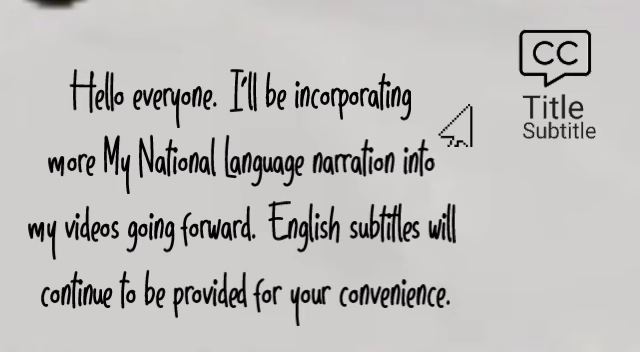 Hello everyone. I'll be incorporating
more My National Language narration into
my videos going forward. English subtitles will
continue to be provided for your convenience.
CC
Title
Subtitle